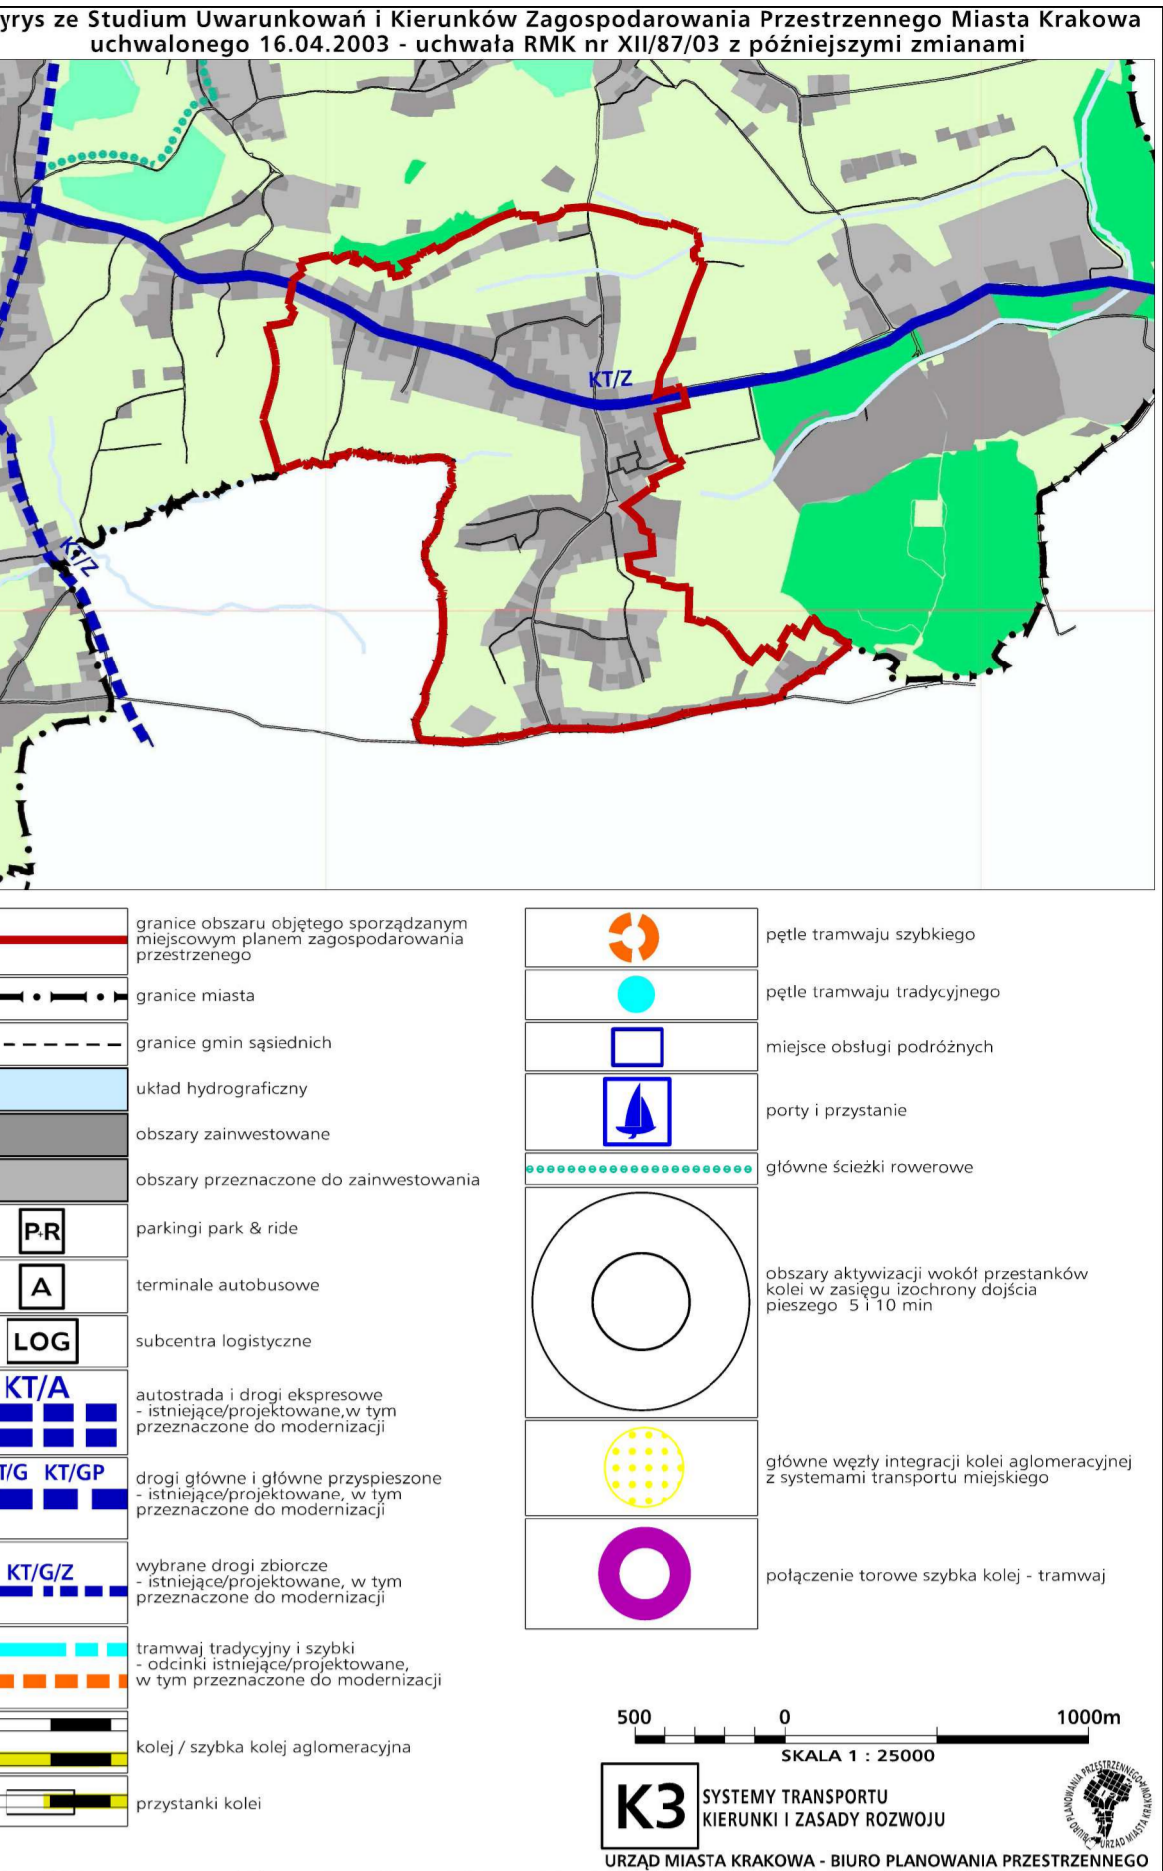 yrys ze Studium Uwarunkowań i Kierunków Zagospodarowania Przestrzennego Miasta Krakowa
uchwalonego 16.04.2003 - uchwała RMK nr XII/87/03 z późniejszymi zmianami
KT/Z
KT/Z
granice obszaru objętego sporządzanym
miejscowym planem zagospodarowania
przestrzenego
granice miasta
granice gmin sąsiednich
układ hydrograficzny
obszary zainwestowane
obszary przeznaczone do zainwestowania
P+R
parkingi park & ride
A
terminale autobusowe
LOG
subcentra logistyczne
KT/A
autostrada i drogi ekspresowe
- istniejące/projektowane,w tym
przeznaczone do modernizacji
T/G KT/GP
drogi główne i główne przyspieszone
- istniejące/projektowane, w tym
przeznaczone do modernizacji
KT/G/Z
wybrane drogi zbiorcze
- istniejące/projektowane, w tym
przeznaczone do modernizacji
tramwaj tradycyjny i szybki
- odcinki istniejące/projektowane,
w tym przeznaczone do modernizacji
kolej / szybka kolej aglomeracyjna
przystanki kolei
pętle tramwaju szybkiego
pętle tramwaju tradycyjnego
miejsce obsługi podróżnych
porty i przystanie
główne ścieżki rowerowe
obszary aktywizacji wokół przestanków
kolei w zasięgu izochrony dojścia
pieszego 5 i 10 min
główne węzły integracji kolei aglomeracyjnej
z systemami transportu miejskiego
połączenie torowe szybka kolej - tramwaj
500 0 1000m
SKALA 1 : 25000
K3
SYSTEMY TRANSPORTU
KIERUNKI I ZASADY ROZWOJU
BIURO PLANOWANIA PRZESTRZENNEGO
URZĄD MIASTA KRAKOWA
URZĄD MIASTA KRAKOWA - BIURO PLANOWANIA PRZESTRZENNEGO